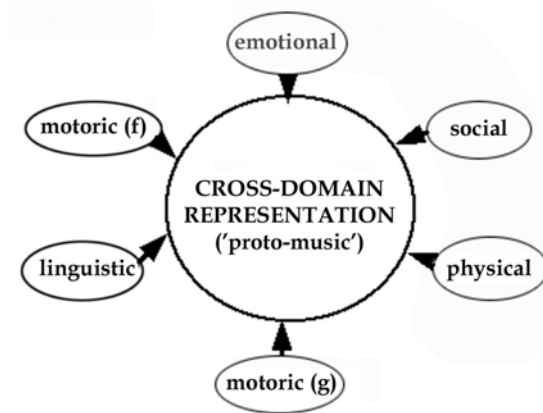 emotional
motoric (f)
social
CROSS-DOMAIN
REPRESENTATION
('proto-music')
linguistic
physical
motoric (g)